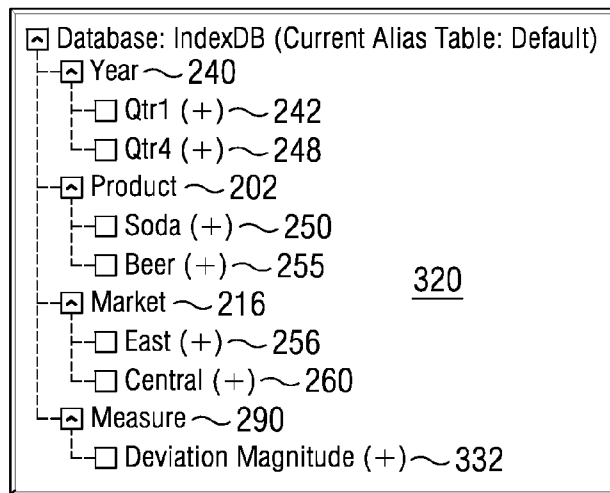 Database: IndexDB (Current Alias Table: Default)
Year 240
Qtr1 (+) 242
Qtr4 (+) 248
Product 202
Soda (+) 250
Beer (+) 255
320
Market 216
East (+) 256
Central (+) 260
Measure 290
Deviation Magnitude (+) 332